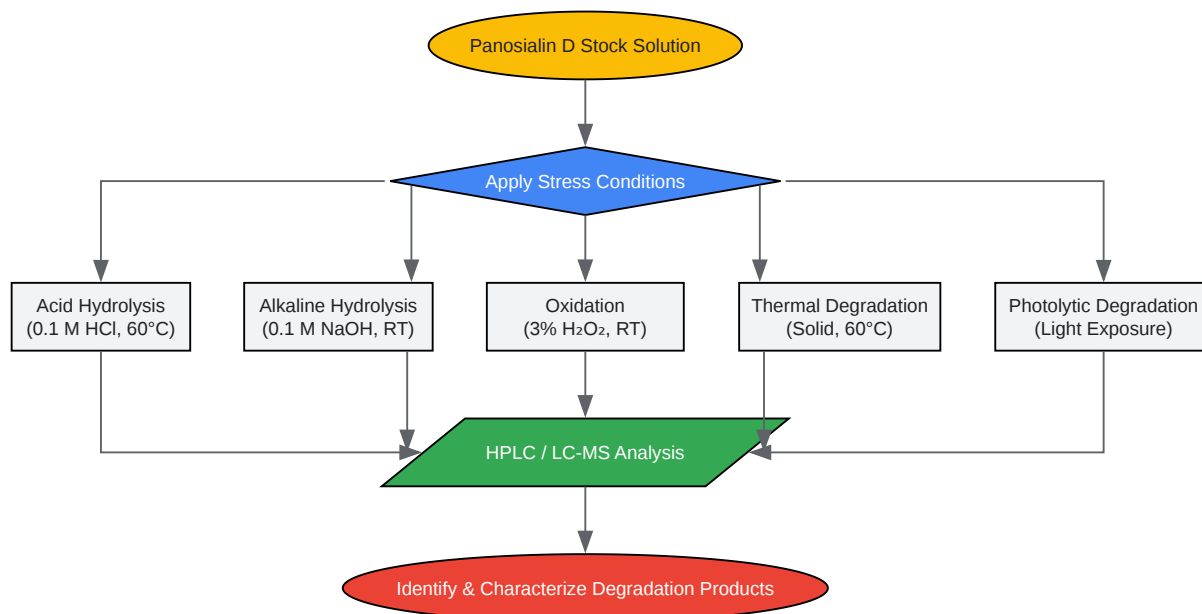 Panosialin D Stock Solution
Apply Stress Conditions
Acid Hydrolysis
(0.1 M HCl, 60°C)
Alkaline Hydrolysis
(0.1 M NaOH, RT)
Oxidation
(3% H₂O₂, RT)
Thermal Degradation
(Solid, 60°C)
Photolytic Degradation
(Light Exposure)
HPLC / LC-MS Analysis
Identify & Characterize Degradation Products